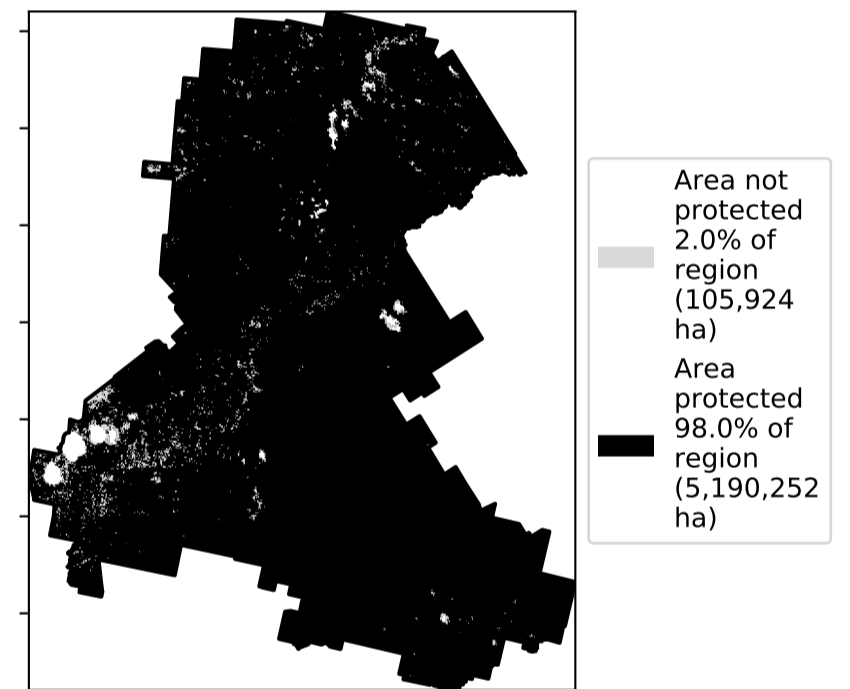 Area not
protected
2.0% of
region
(105,924
ha)
Area
protected
98.0% of
region
(5,190,252
ha)